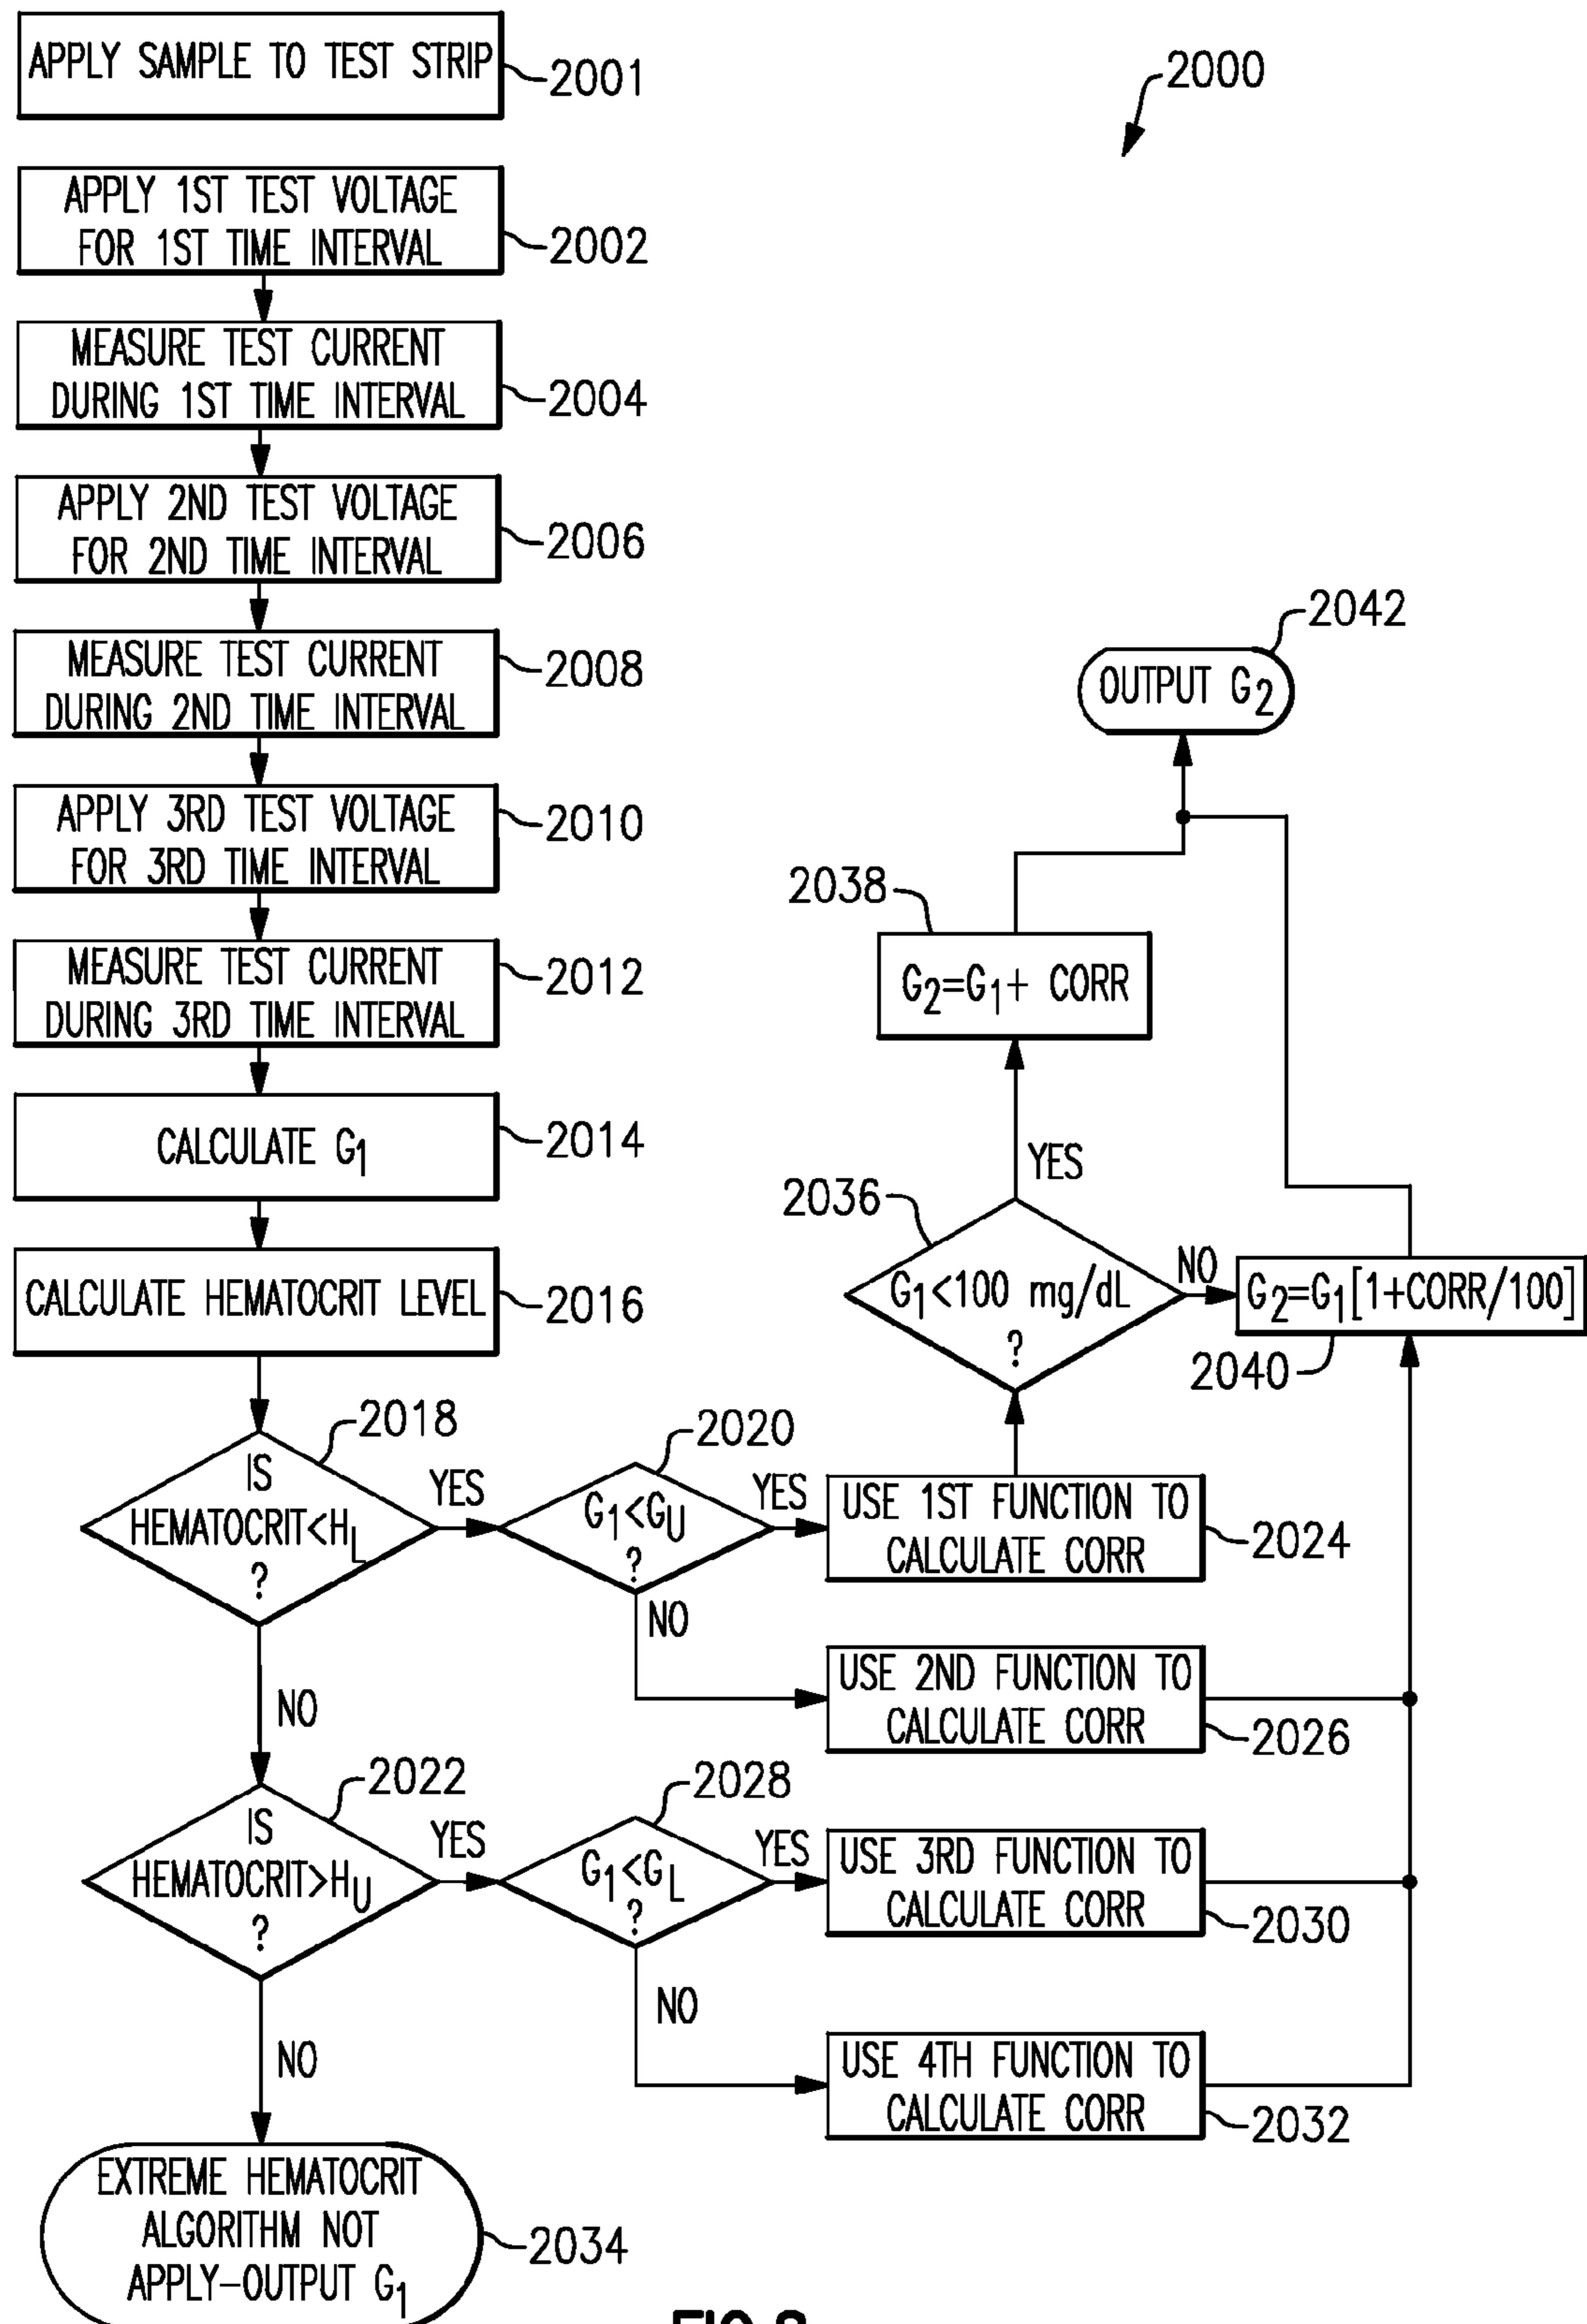 APPLY SAMPLE TO TEST STRIP
2001
2000
APPLY 1ST TEST VOLTAGE
FOR 1ST TIME INTERVAL
2002
MEASURE TEST CURRENT
DURING 1ST TIME INTERVAL
2004
APPLY 2ND TEST VOLTAGE
FOR 2ND TIME INTERVAL
2006
MEASURE TEST CURRENT
DURING 2ND TIME INTERVAL
2008
APPLY 3RD TEST VOLTAGE
FOR 3RD TIME INTERVAL
2010
MEASURE TEST CURRENT
DURING 3RD TIME INTERVAL
2012
CALCULATE G1
2014
CALCULATE HEMATOCRIT LEVEL
2016
2042
OUTPUT G2
2038
G2=G1+ CORR
YES
2036
G1<100 mg/dL
?
NO
G2=G1[1+CORR/100]
2040
2018
IS
HEMATOCRIT<HL
?
YES
2020
G1<GU
?
YES
USE 1ST FUNCTION TO
CALCULATE CORR
2024
NO
USE 2ND FUNCTION TO
CALCULATE CORR
2026
NO
2022
IS
HEMATOCRIT>HU
?
YES
2028
G1<GL
?
YES
USE 3RD FUNCTION TO
CALCULATE CORR
2030
NO
USE 4TH FUNCTION TO
CALCULATE CORR
2032
NO
EXTREME HEMATOCRIT
ALGORITHM NOT
APPLY-OUTPUT G1
2034